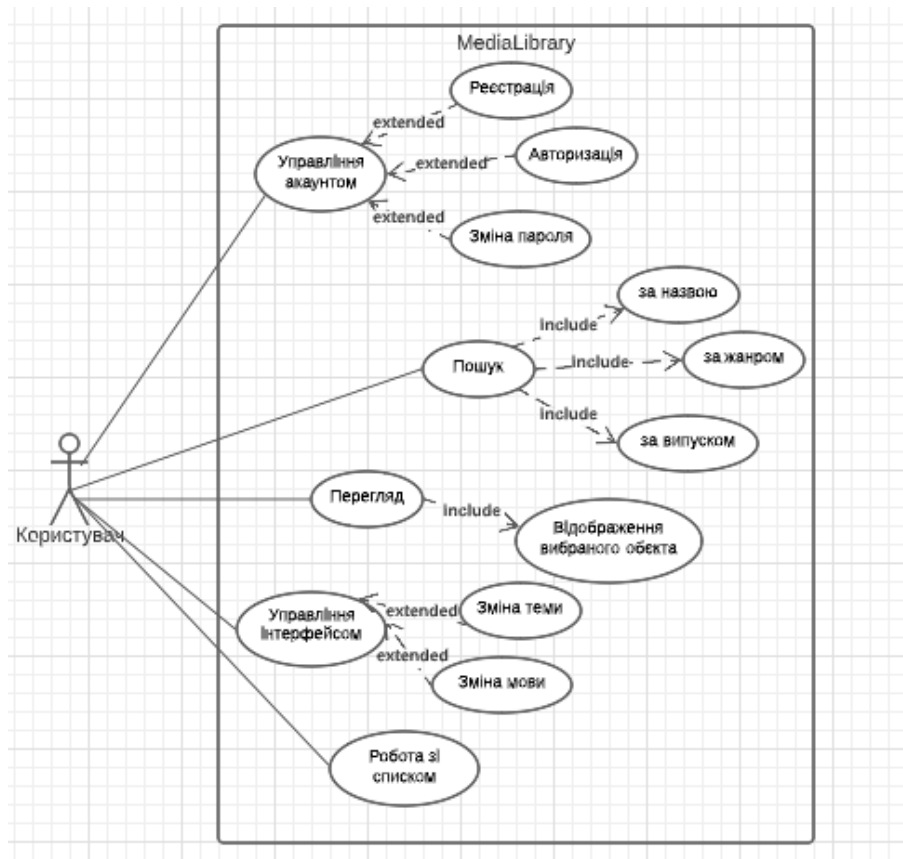 MediaLibrary
Реєстрація
extended
Управління
акаунтом
extended
Авторизація
extended
Зміна пароля
за назвою
Include
Пошук
Include
за жанром
Include
за випуском
Перегляд
Include
Відображення
вибраного обєкта
Користувач
Управління
Інтерфейсом
extended
Зміна теми
extended
Зміна мови
Робота зі
списком